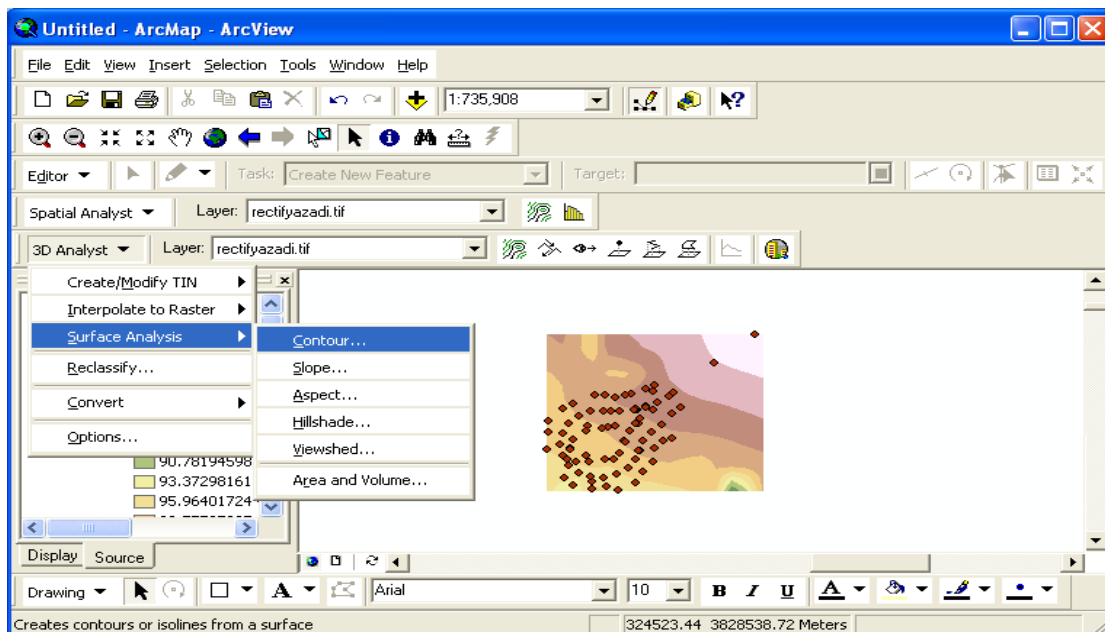 Untitled - ArcMap - ArcView
File Edit View Insert Selection Tools Window Help
1:735,908
Editor Task: Create New Feature Target:
Spatial Analyst Layer: rectifyazadi.tif
3D Analyst Layer: rectifyazadi.tif
Create/Modify TIN
Interpolate to Raster
Surface Analysis
Reclassify...
Convert
Options...
Contour...
Slope...
Aspect...
Hillshade...
Viewshed...
Area and Volume...
90.78194598
93.37298161
95.96401724
Display Source
Drawing A Arial 10 B I U A
Creates contours or isolines from a surface 324523.44 3828538.72 Meters